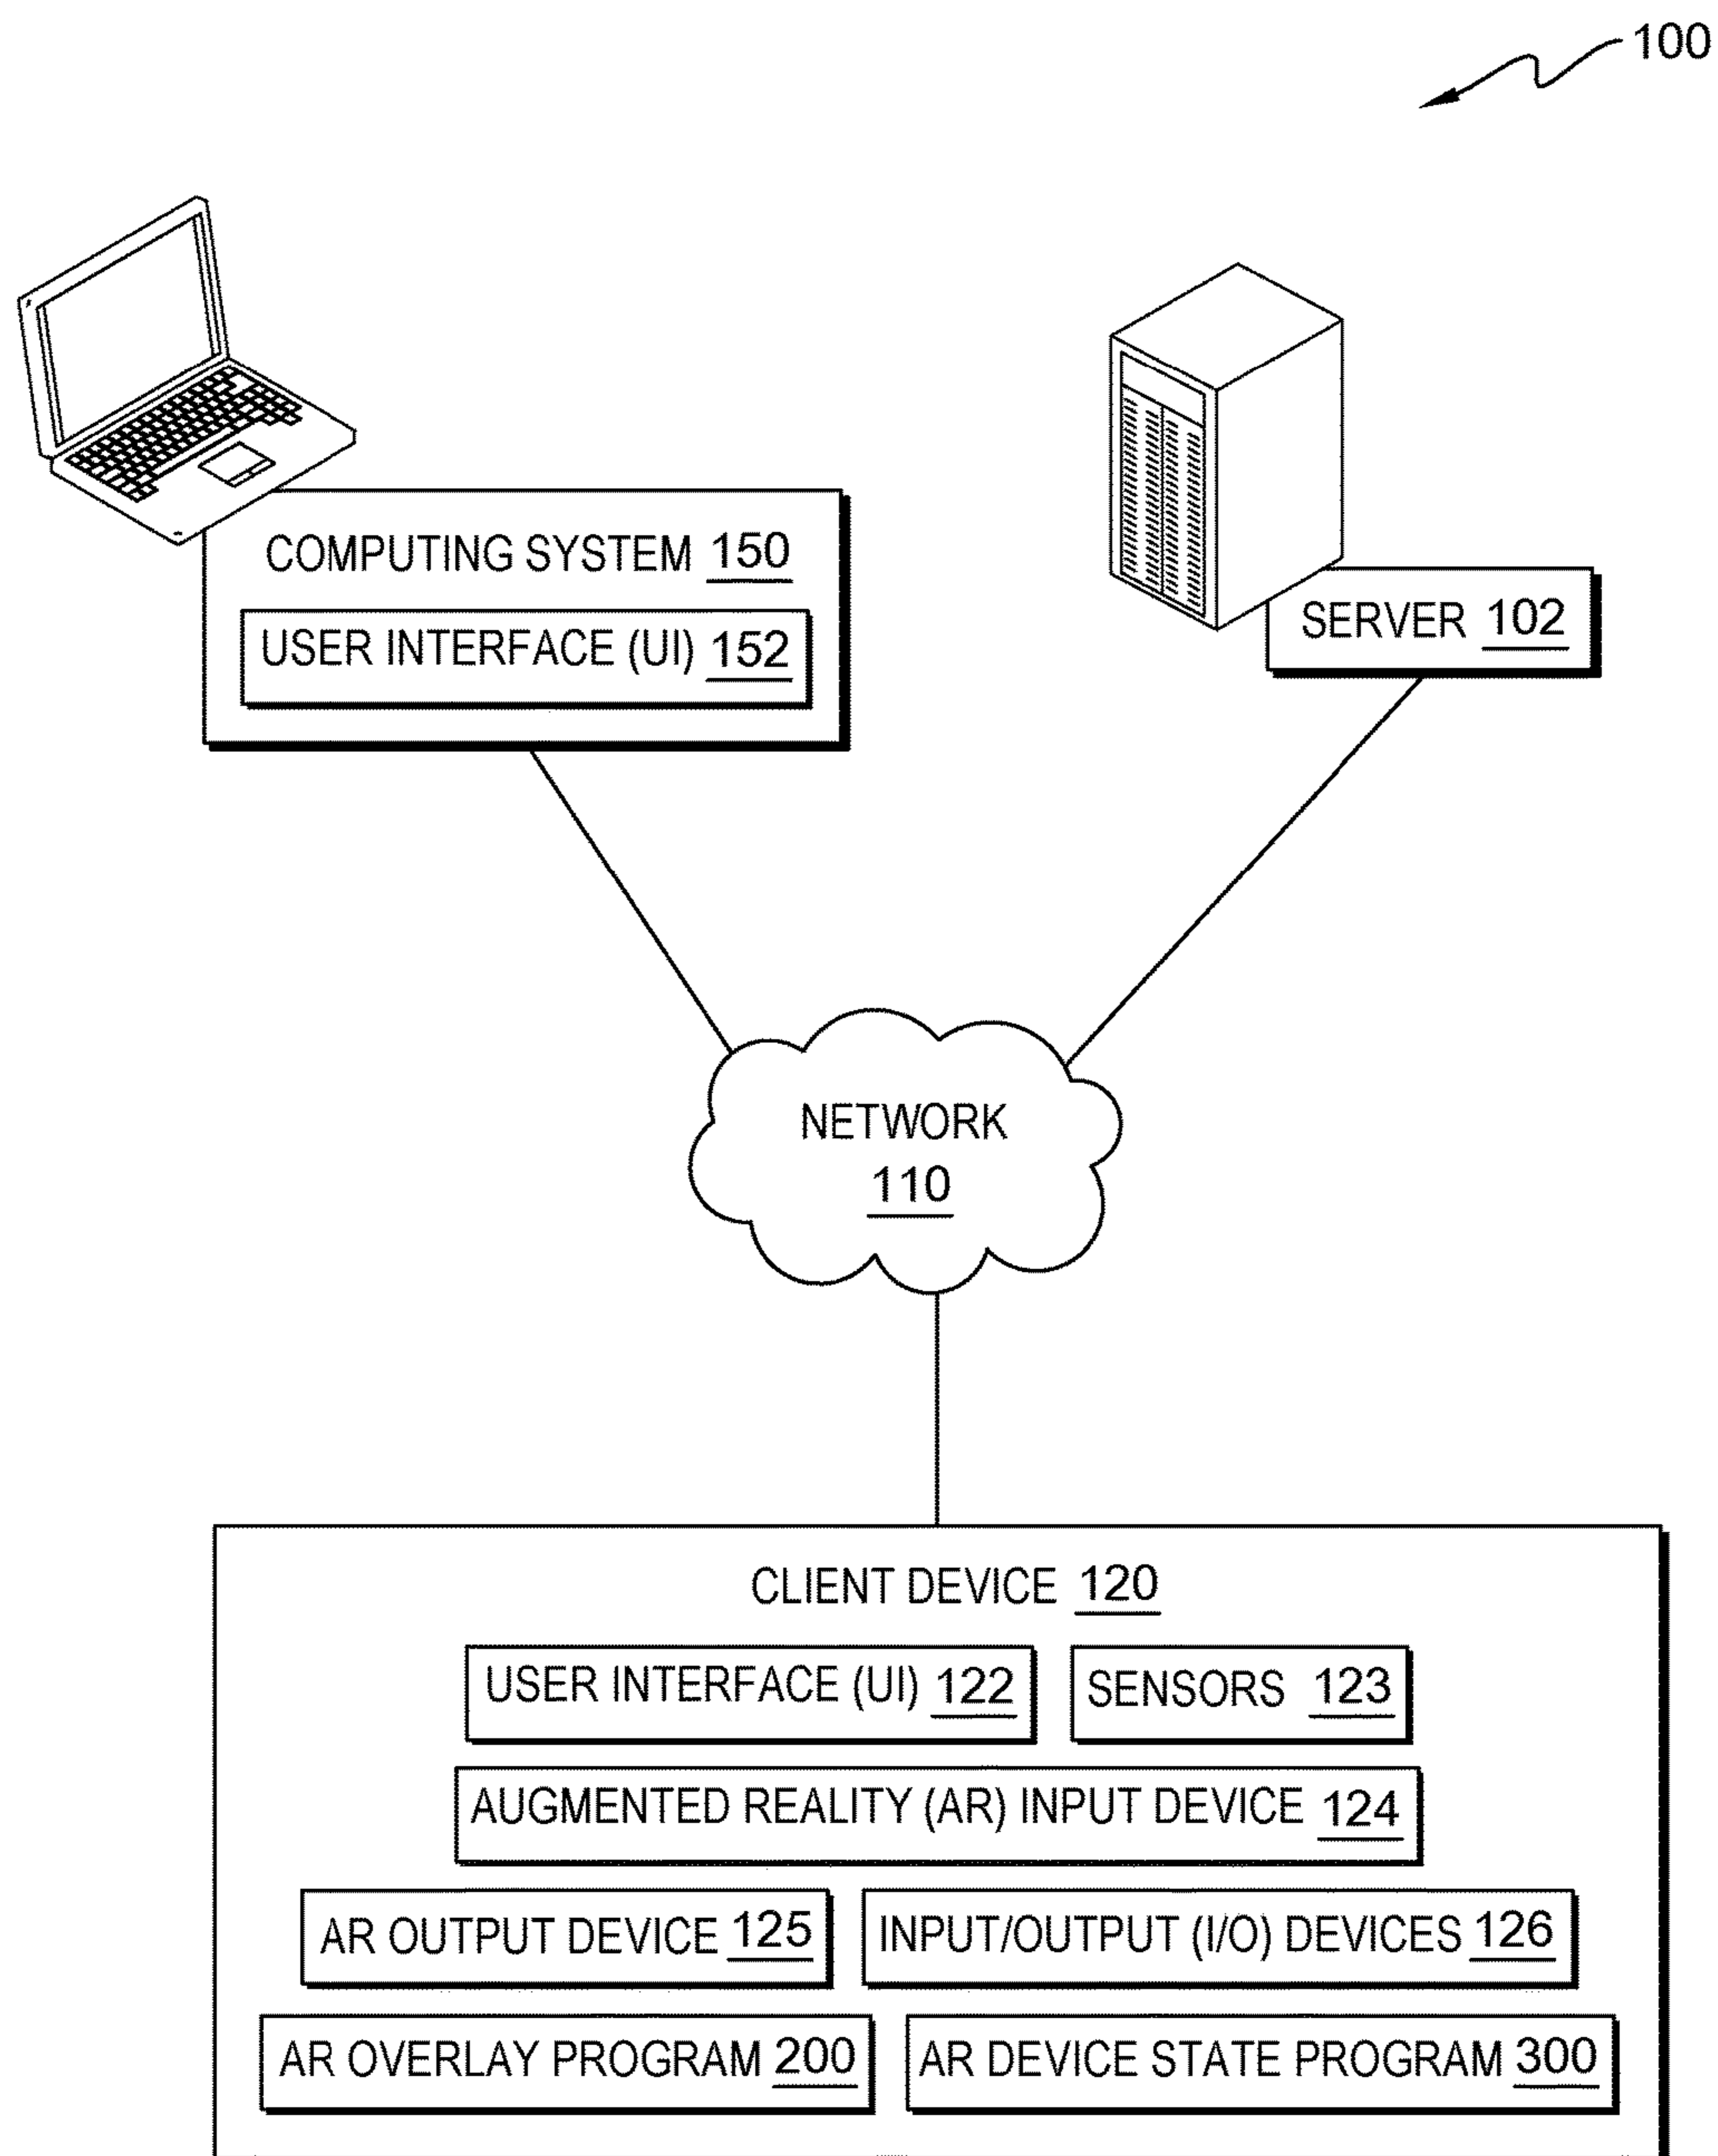 100
COMPUTING SYSTEM 150
USER INTERFACE (UI) 152
SERVER 102
NETWORK
110
CLIENT DEVICE 120
USER INTERFACE (UI) 122
SENSORS 123
AUGMENTED REALITY (AR) INPUT DEVICE 124
AR OUTPUT DEVICE 125
INPUT/OUTPUT (I/O) DEVICES 126
AR OVERLAY PROGRAM 200
AR DEVICE STATE PROGRAM 300